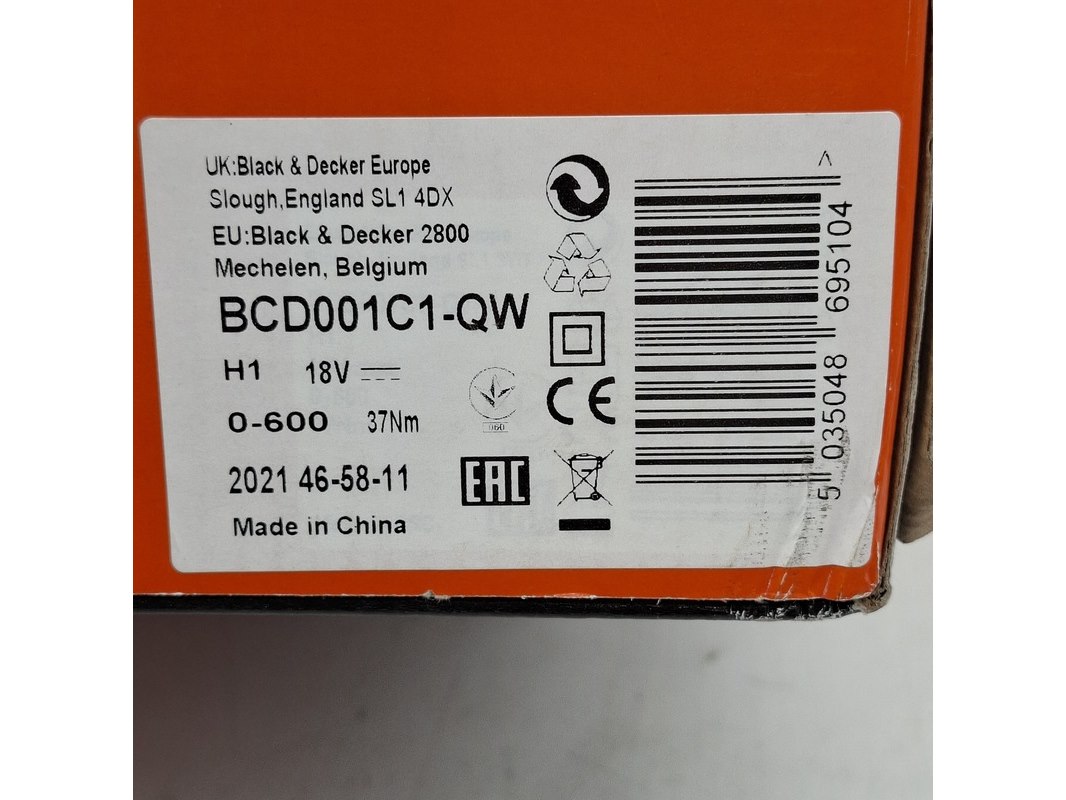 UK:Black & Decker Europe
Slough,England SL1 4DX
EU:Black & Decker 2800
Mechelen, Belgium
BCD001C1-QW
H1 18V
0-600 37Nm
2021 46-58-11
Made in China
060
EAC
CE
5 035048 695104 >